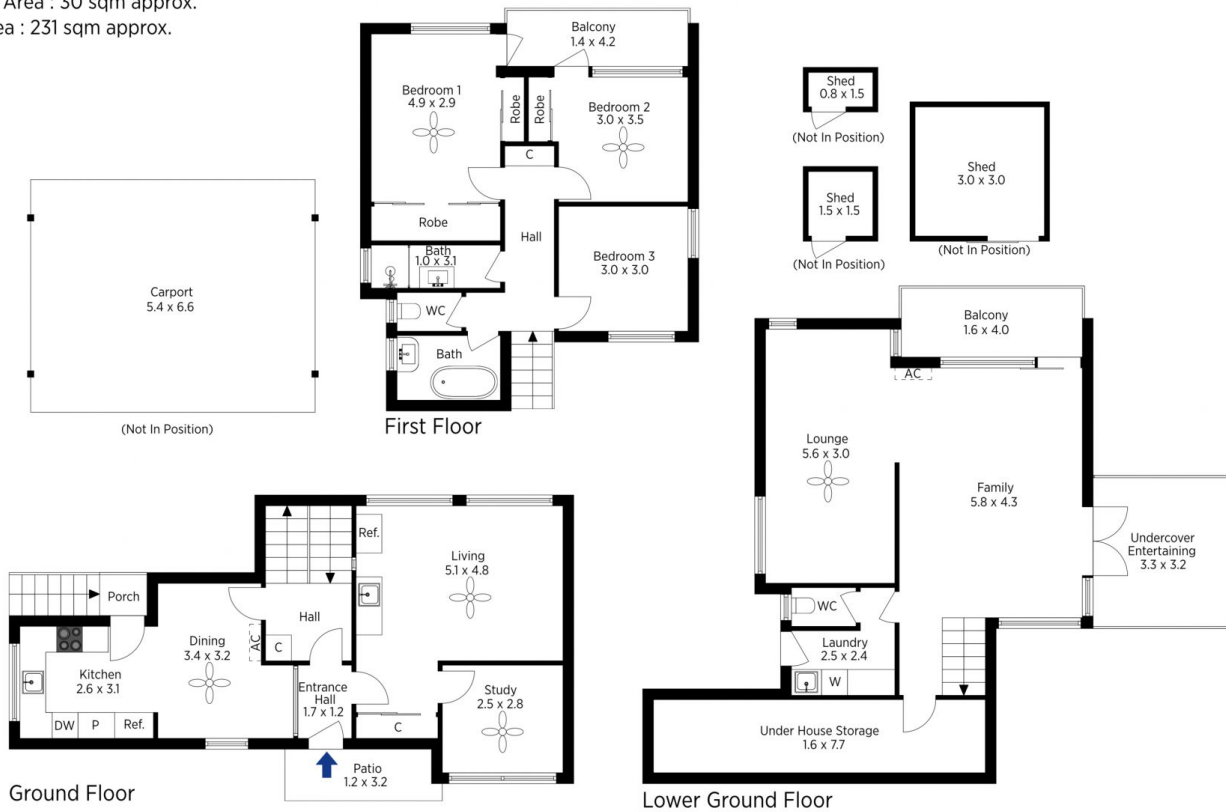 Area : 30 sqm approx.
ea : 231 sqm approx.
Balcony
1.4 x 4.2
Bedroom 1
4.9 x 2.9
Robe
Robe
Bedroom 2
3.0 x 3.5
C
Robe
Hall
Bath
1.0 x 3.1
Bedroom 3
3.0 x 3.0
WC
Bath
First Floor
Carport
5.4 x 6.6
(Not In Position)
Shed
0.8 x 1.5
(Not In Position)
Shed
1.5 x 1.5
(Not In Position)
Shed
3.0 x 3.0
(Not In Position)
Ref.
Living
5.1 x 4.8
Porch
Hall
Dining
3.4 x 3.2
AC
C
Kitchen
2.6 x 3.1
DW
P
Ref.
Entrance
Hall
1.7 x 1.2
Study
2.5 x 2.8
C
Patio
1.2 x 3.2
Ground Floor
Balcony
1.6 x 4.0
AC
Lounge
5.6 x 3.0
Family
5.8 x 4.3
Undercover
Entertaining
3.3 x 3.2
WC
Laundry
2.5 x 2.4
W
Under House Storage
1.6 x 7.7
Lower Ground Floor